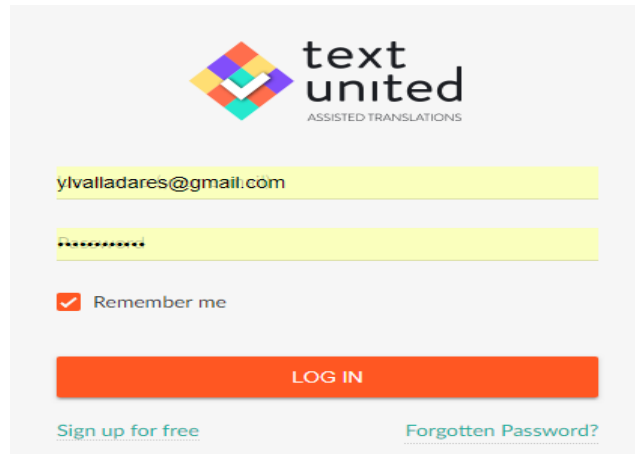 text
united
ASSISTED TRANSLATIONS
ylvalladares@gmail.com
•••••••••••
Remember me
LOG IN
Sign up for free
Forgotten Password?